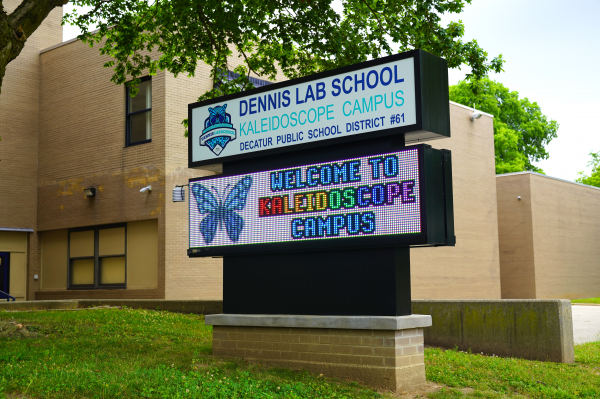 DENNIS LAB SCHOOL
KALEIDOSCOPE CAMPUS
DECATUR PUBLIC SCHOOL DISTRICT #61
WELCOME TO
KALEIDOSCOPE
CAMPUS